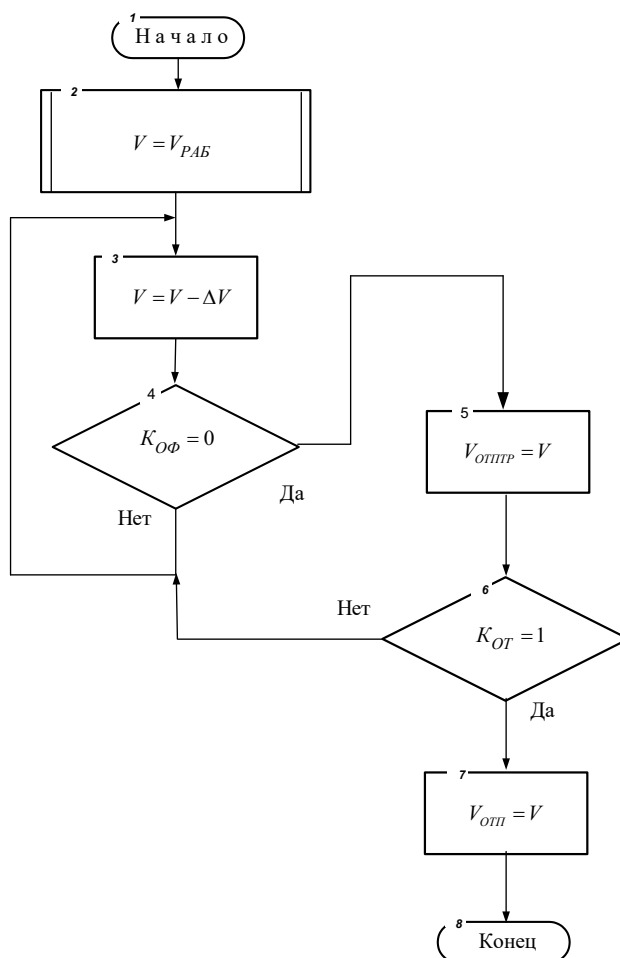 1
Н а ч а л о
2
V = V_РАБ
3
V = V − ΔV
4
K_ОФ = 0
Да
Нет
5
V_ОТПТР = V
6
Нет
K_ОТ = 1
Да
7
V_ОТП = V
8
Конец